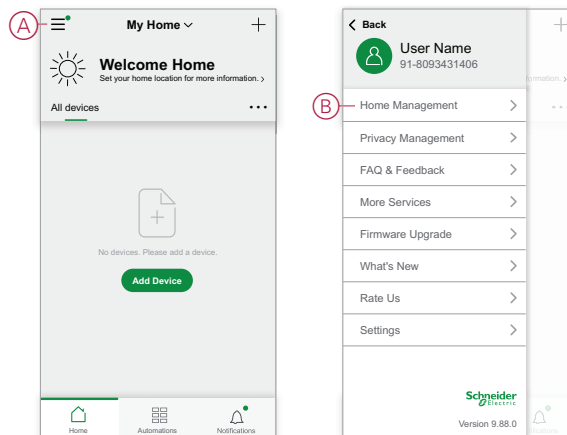 A
My Home
Welcome Home
Set your home location for more information. >
All devices
No devices. Please add a device.
Add Device
Home
Automations
Notifications
Back
User Name
91-8093431406
B
Home Management
Privacy Management
FAQ & Feedback
More Services
Firmware Upgrade
What's New
Rate Us
Settings
Schneider
Electric
Version 9.88.0